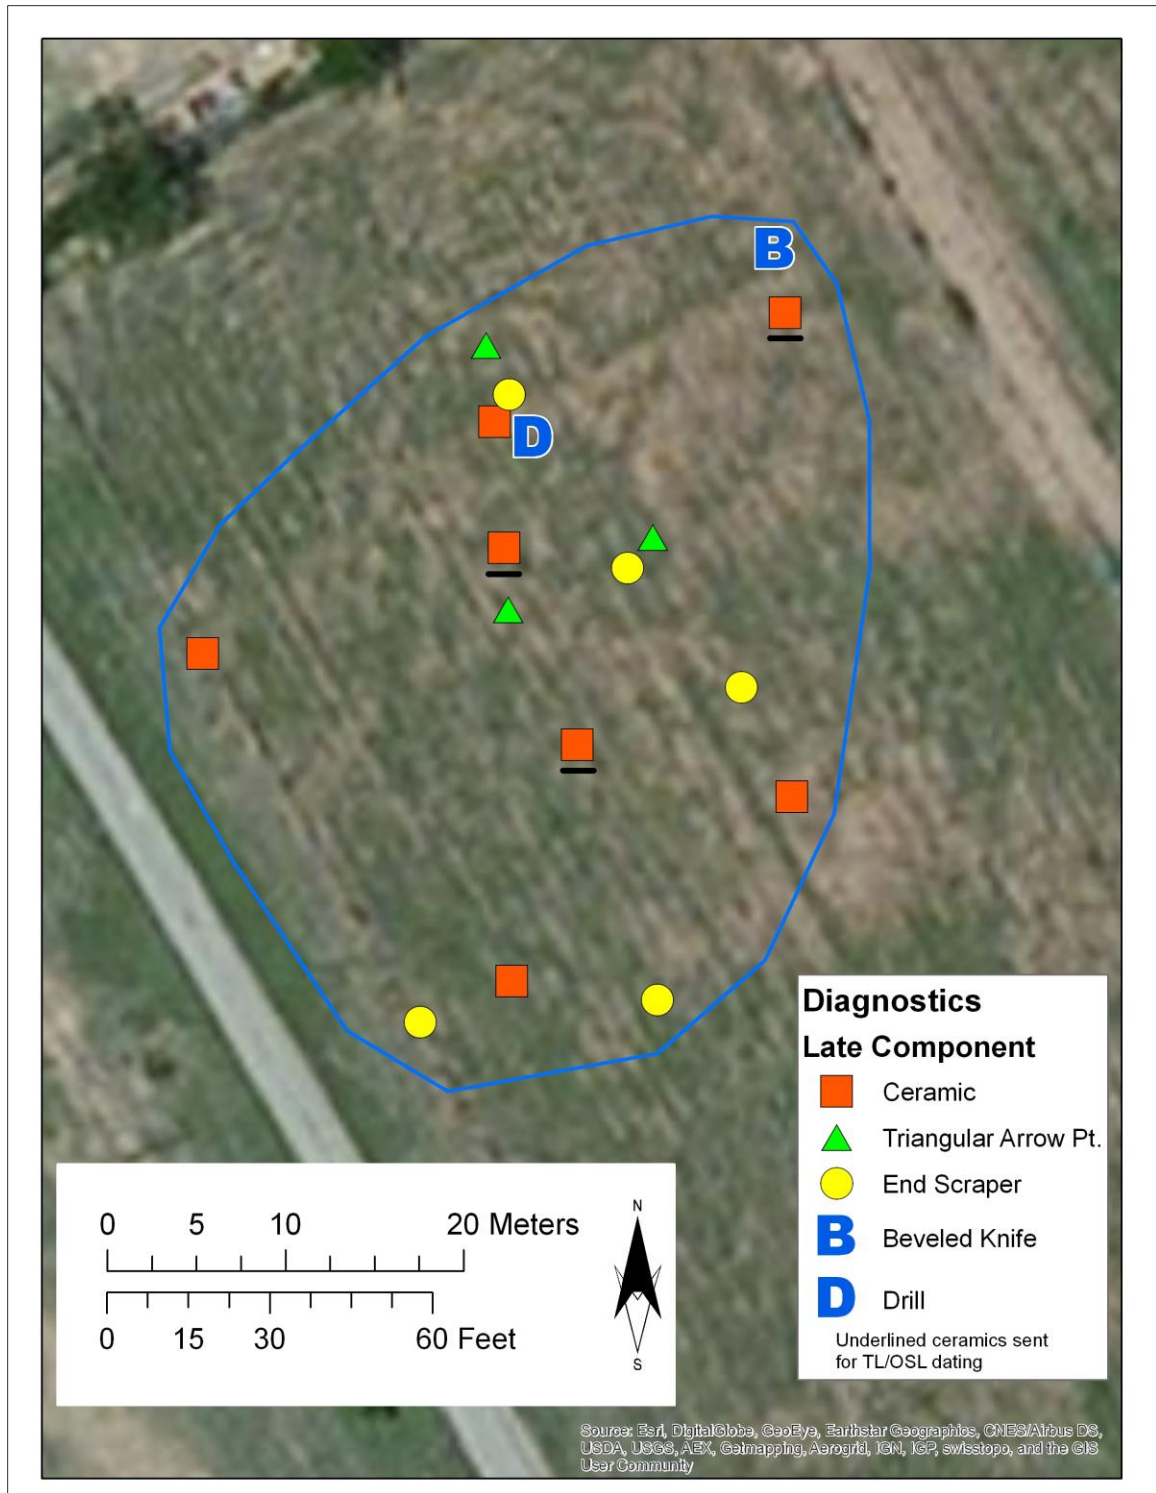 B
D
Diagnostics
Late Component
Ceramic
Triangular Arrow Pt.
End Scraper
B Beveled Knife
D Drill
Underlined ceramics sent
for TL/OSL dating
0 5 10 20 Meters
0 15 30 60 Feet
N
S
Source: Esri, DigitalGlobe, GeoEye, Earthstar Geographics, CNES/Airbus DS,
USDA, USGS, AEX, Getmapping, Aerogrid, IGN, IGP, swisstopo, and the GIS
User Community